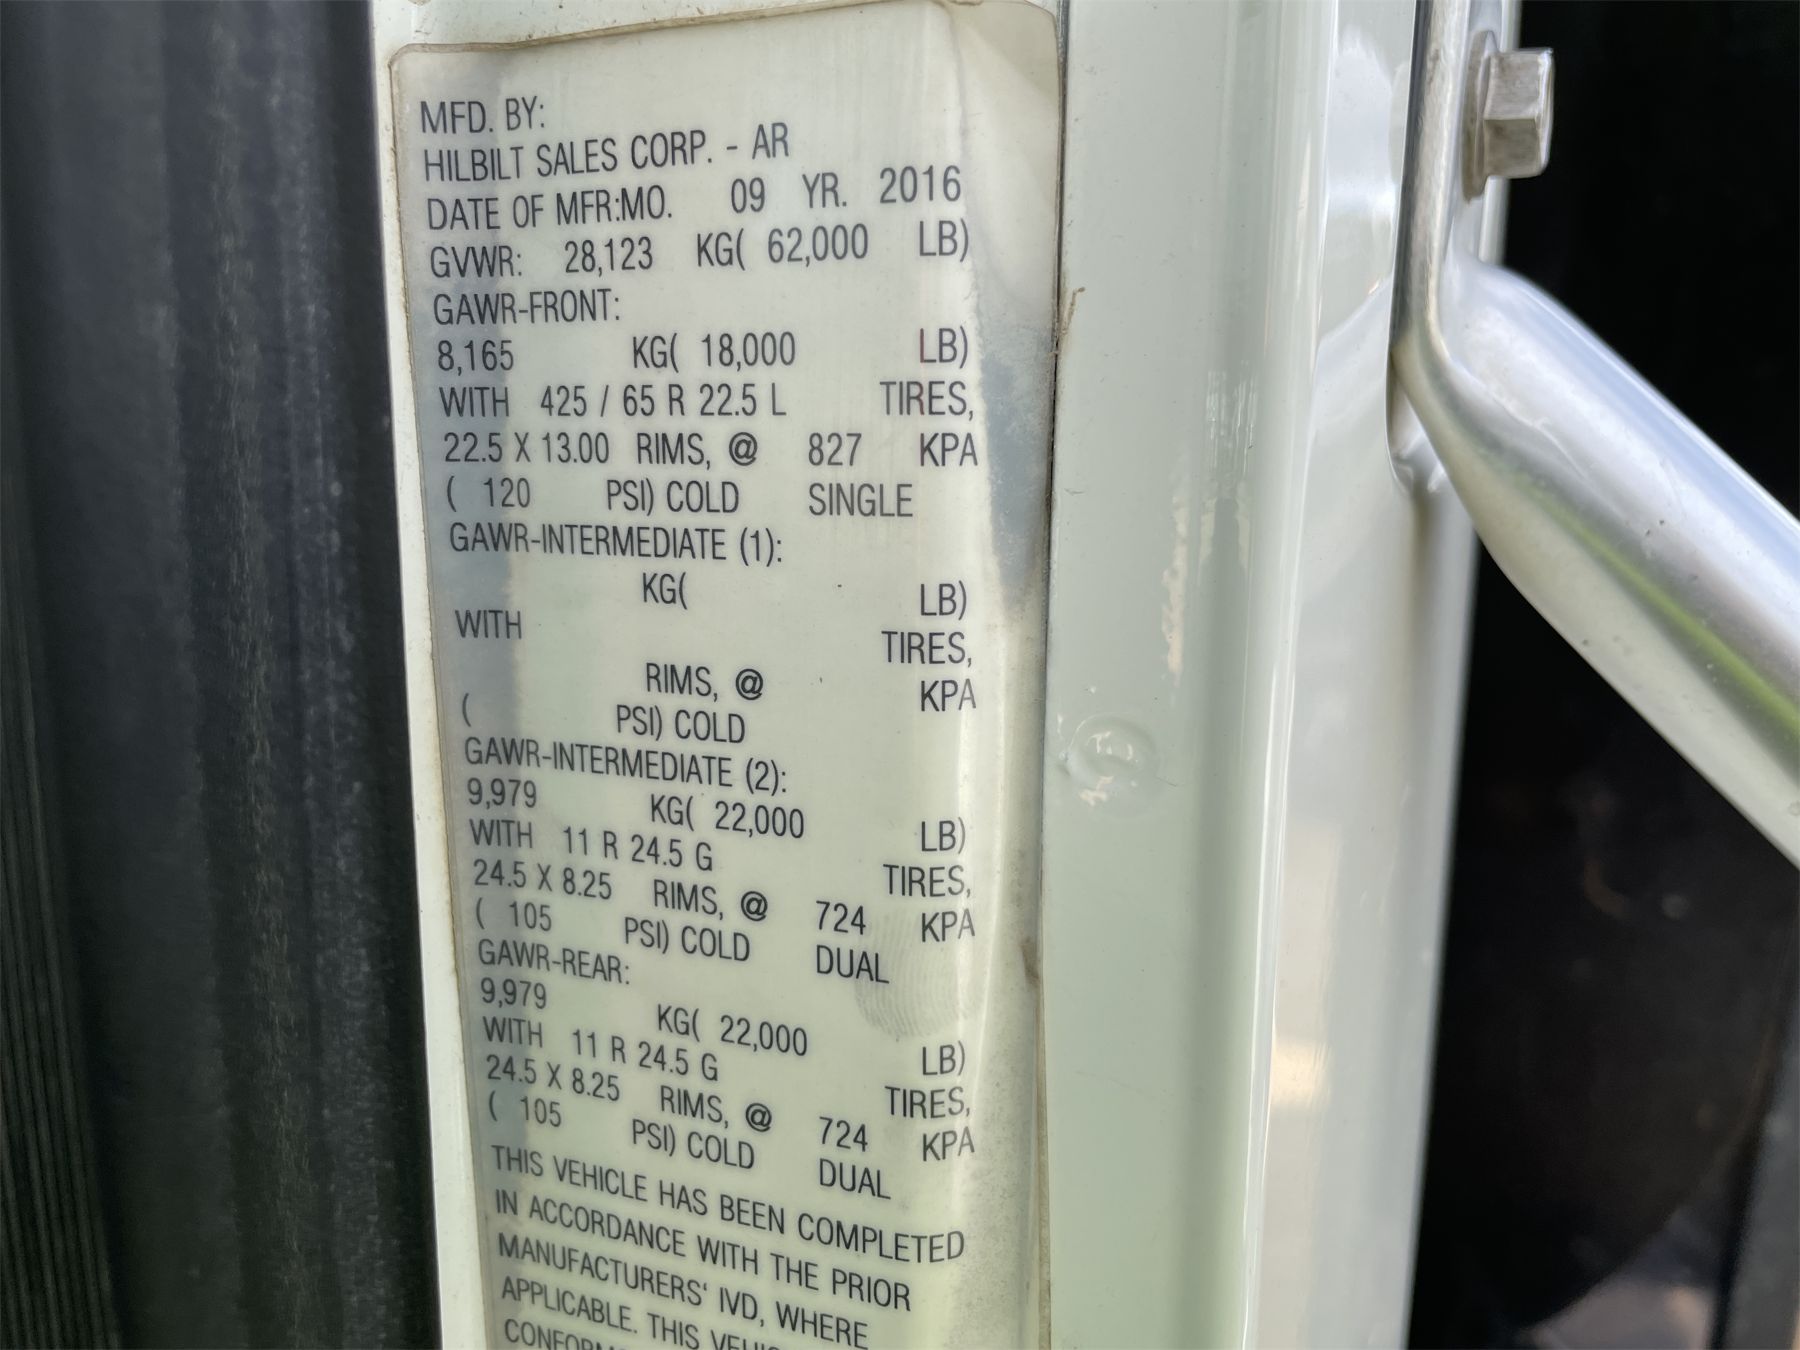 MFD. BY:
HILBILT SALES CORP. - AR
DATE OF MFR:MO. 09 YR. 2016
GVWR: 28,123 KG( 62,000 LB)
GAWR-FRONT:
8,165 KG( 18,000 LB)
WITH 425 / 65 R 22.5 L TIRES,
22.5 X 13.00 RIMS, @ 827 KPA
( 120 PSI) COLD SINGLE
GAWR-INTERMEDIATE (1):
KG( LB)
WITH TIRES,
RIMS, @ KPA
( PSI) COLD
GAWR-INTERMEDIATE (2):
9,979 KG( 22,000 LB)
WITH 11 R 24.5 G TIRES,
24.5 X 8.25 RIMS, @ 724 KPA
( 105 PSI) COLD DUAL
GAWR-REAR:
9,979 KG( 22,000 LB)
WITH 11 R 24.5 G TIRES,
24.5 X 8.25 RIMS, @ 724 KPA
( 105 PSI) COLD DUAL
THIS VEHICLE HAS BEEN COMPLETED
IN ACCORDANCE WITH THE PRIOR
MANUFACTURERS' IVD, WHERE
APPLICABLE. THIS